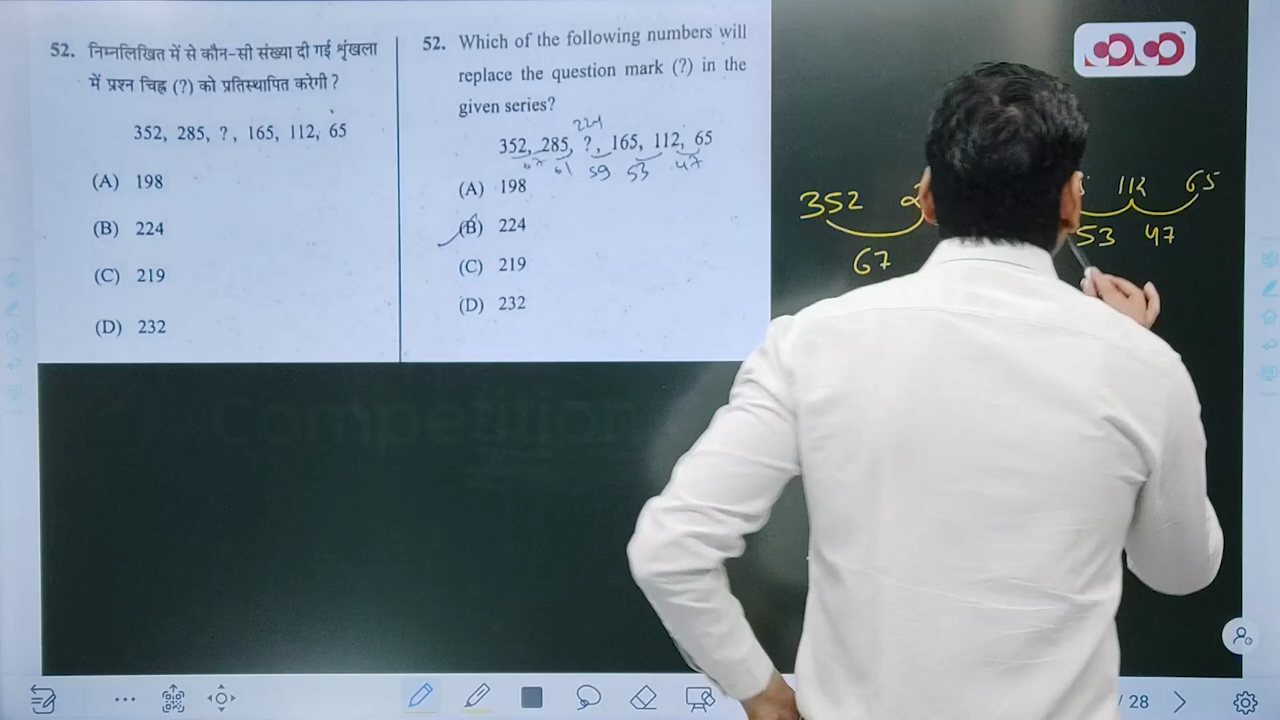 52. निम्नलिखित में से कौन-सी संख्या दी गई शृंखला
में प्रश्न चिह्न (?) को प्रतिस्थापित करेगी ?
352, 285, ? , 165, 112, 65
(A) 198
(B) 224
(C) 219
(D) 232
52. Which of the following numbers will
replace the question mark (?) in the
given series?
224
352, 285, ?, 165, 112, 65
67 61 59 53 47
(A) 198
(B) 224
(C) 219
(D) 232
352 112 65
67 53 47
Competition
/ 28